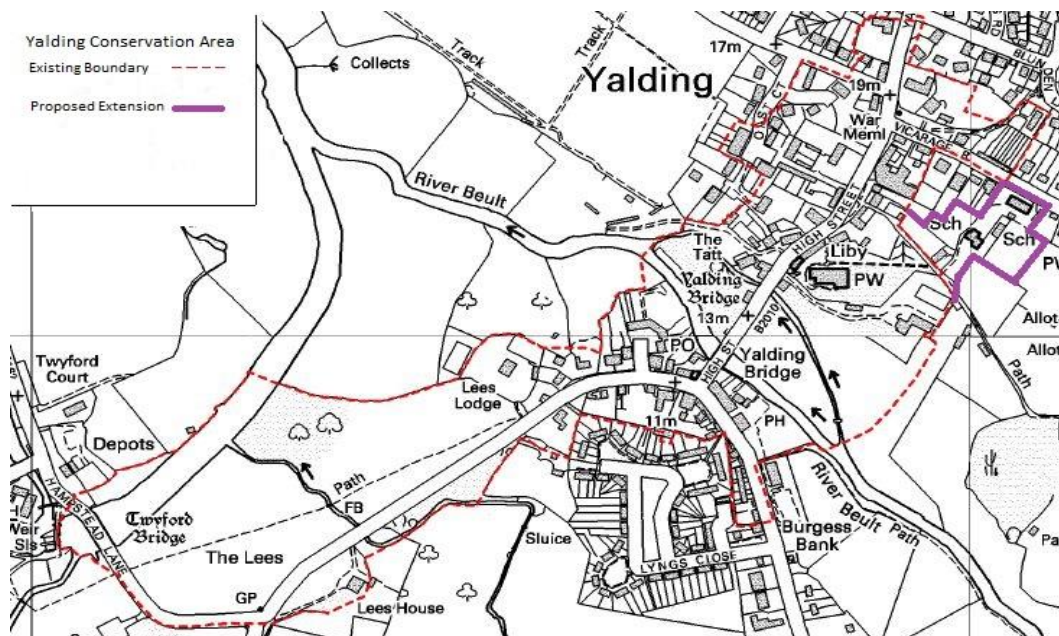 Yalding Conservation Area
Existing Boundary
Proposed Extension
Collects
Track
Track
Yalding
17m
19m
War
Meml
VICARAGE
BLUNDEN
River Beult
HIGH STREET
The
Tatt
Yalding
Bridge
13m
B2010
Liby
PW
Sch
Sch
Allot
Allot
Path
Twyford
Court
Depots
Lees
Lodge
PO
HIGH ST
Yalding
Bridge
11m
PH
HAMPSTEAD LANE
Weir
Sls
Twyford
Bridge
Path
FB
The Lees
GP
Lees House
Sluice
LYNGS CLOSE
Burgess
Bank
River Beult
Path
Pa